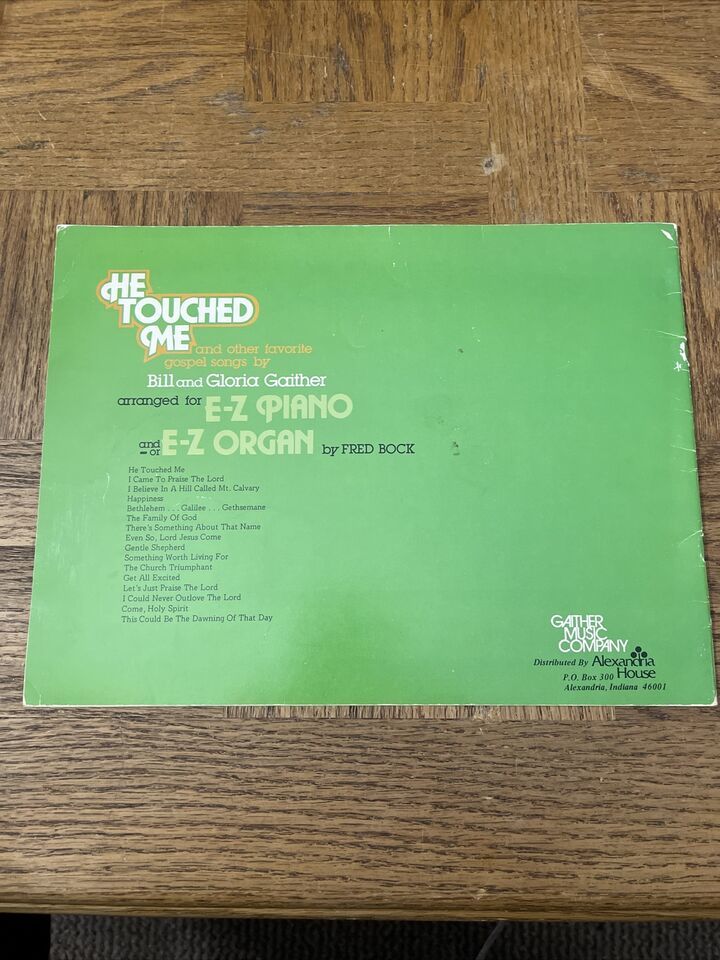 HE
TOUCHED
ME
and other favorite
gospel songs by
Bill and Gloria Gaither
arranged for E-Z PIANO
and-or E-Z ORGAN by FRED BOCK
He Touched Me
I Came To Praise The Lord
I Believe In A Hill Called Mt. Calvary
Happiness
Bethlehem . . . Galilee . . . Gethsemane
The Family Of God
There's Something About That Name
Even So, Lord Jesus Come
Gentle Shepherd
Something Worth Living For
The Church Triumphant
Get All Excited
Let's Just Praise The Lord
I Could Never Outlove The Lord
Come, Holy Spirit
This Could Be The Dawning Of That Day
GAITHER
MUSIC
COMPANY
Distributed By Alexandria
House
P.O. Box 300
Alexandria, Indiana 46001